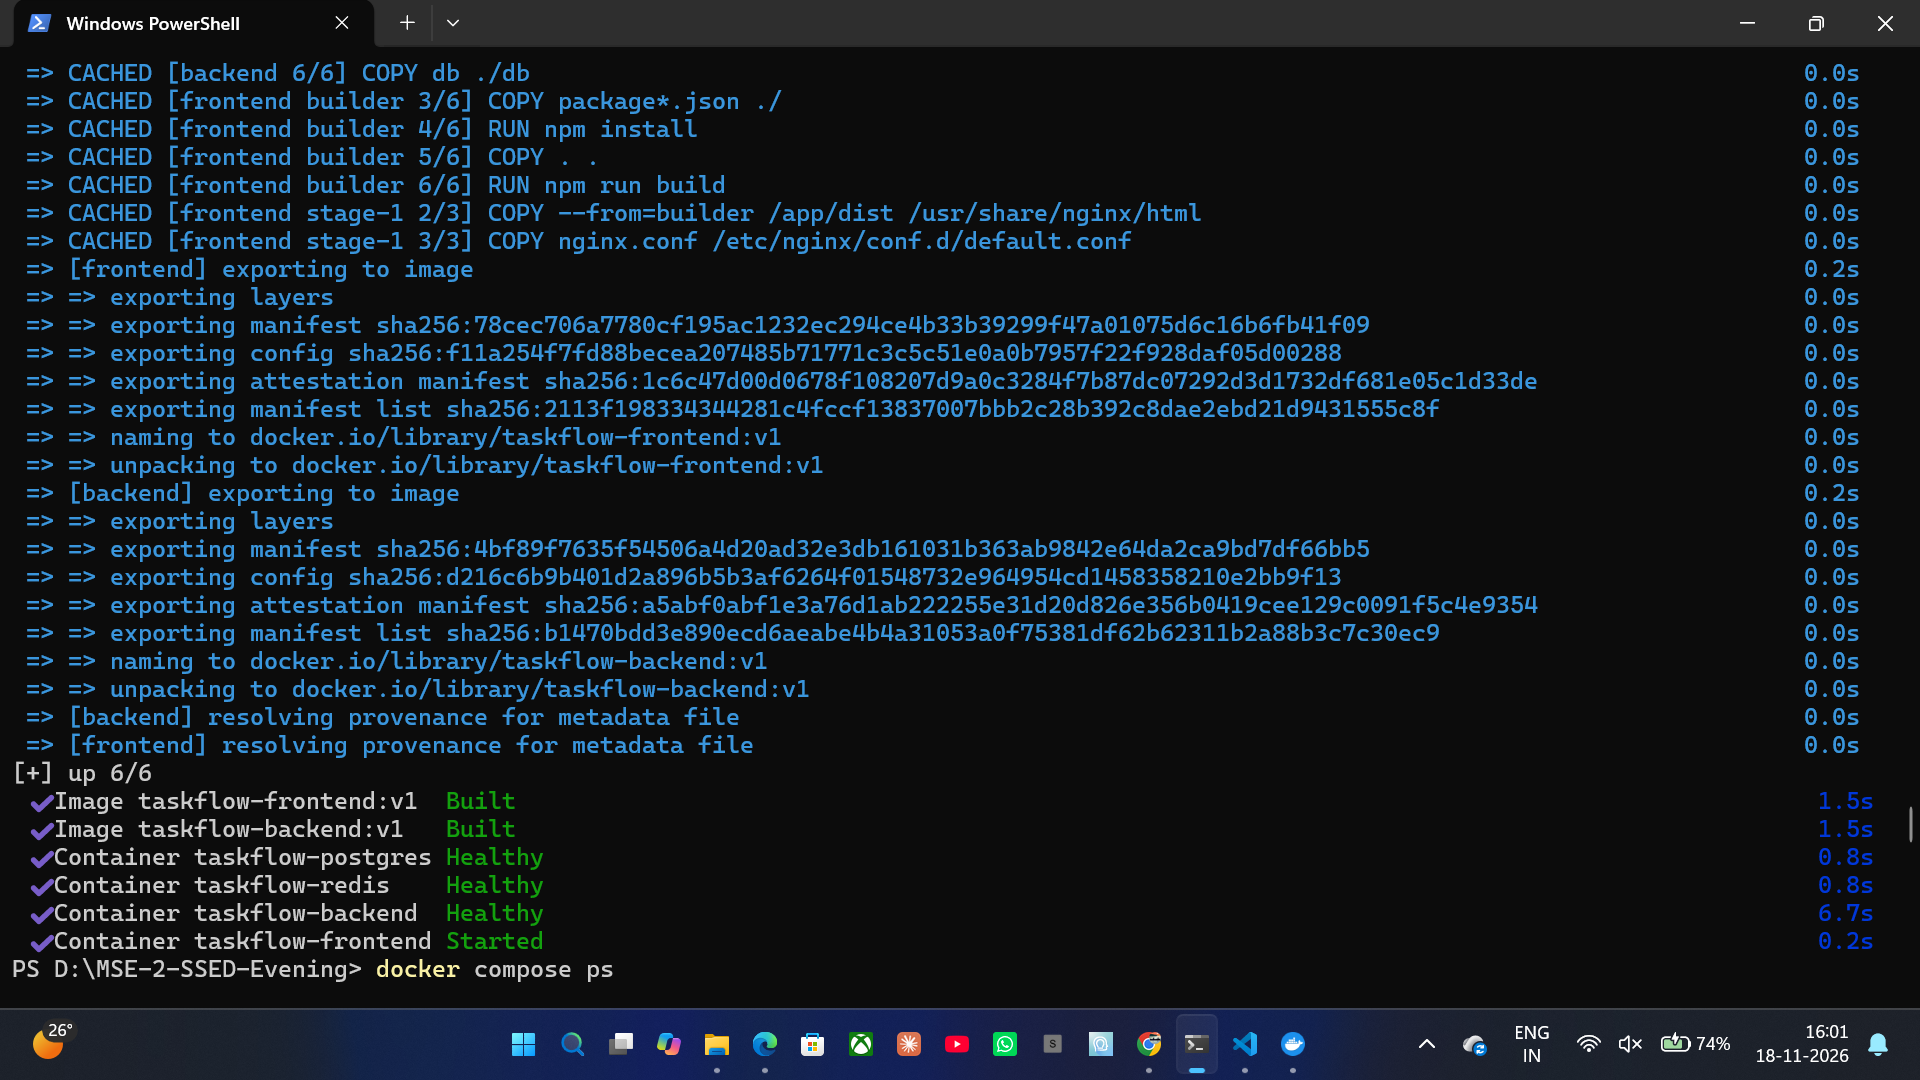 Windows PowerShell
=> CACHED [backend 6/6] COPY db ./db 0.0s
=> CACHED [frontend builder 3/6] COPY package*.json ./ 0.0s
=> CACHED [frontend builder 4/6] RUN npm install 0.0s
=> CACHED [frontend builder 5/6] COPY . . 0.0s
=> CACHED [frontend builder 6/6] RUN npm run build 0.0s
=> CACHED [frontend stage-1 2/3] COPY --from=builder /app/dist /usr/share/nginx/html 0.0s
=> CACHED [frontend stage-1 3/3] COPY nginx.conf /etc/nginx/conf.d/default.conf 0.0s
=> [frontend] exporting to image 0.2s
=> => exporting layers 0.0s
=> => exporting manifest sha256:78cec706a7780cf195ac1232ec294ce4b33b39299f47a01075d6c16b6fb41f09 0.0s
=> => exporting config sha256:f11a254f7fd88becea207485b71771c3c5c51e0a0b7957f22f928daf05d00288 0.0s
=> => exporting attestation manifest sha256:1c6c47d00d0678f108207d9a0c3284f7b87dc07292d3d1732df681e05c1d33de 0.0s
=> => exporting manifest list sha256:2113f198334344281c4fccf13837007bbb2c28b392c8dae2ebd21d9431555c8f 0.0s
=> => naming to docker.io/library/taskflow-frontend:v1 0.0s
=> => unpacking to docker.io/library/taskflow-frontend:v1 0.0s
=> [backend] exporting to image 0.2s
=> => exporting layers 0.0s
=> => exporting manifest sha256:4bf89f7635f54506a4d20ad32e3db161031b363ab9842e64da2ca9bd7df66bb5 0.0s
=> => exporting config sha256:d216c6b9b401d2a896b5b3af6264f01548732e964954cd1458358210e2bb9f13 0.0s
=> => exporting attestation manifest sha256:a5abf0abf1e3a76d1ab222255e31d20d826e356b0419cee129c0091f5c4e9354 0.0s
=> => exporting manifest list sha256:b1470bdd3e890ecd6aeabe4b4a31053a0f75381df62b62311b2a88b3c7c30ec9 0.0s
=> => naming to docker.io/library/taskflow-backend:v1 0.0s
=> => unpacking to docker.io/library/taskflow-backend:v1 0.0s
=> [backend] resolving provenance for metadata file 0.0s
=> [frontend] resolving provenance for metadata file 0.0s
[+] up 6/6
✔Image taskflow-frontend:v1 Built 1.5s
✔Image taskflow-backend:v1 Built 1.5s
✔Container taskflow-postgres Healthy 0.8s
✔Container taskflow-redis Healthy 0.8s
✔Container taskflow-backend Healthy 6.7s
✔Container taskflow-frontend Started 0.2s
PS D:\MSE-2-SSED-Evening> docker compose ps
26°
S
ENG
IN
74%
16:01
18-11-2026